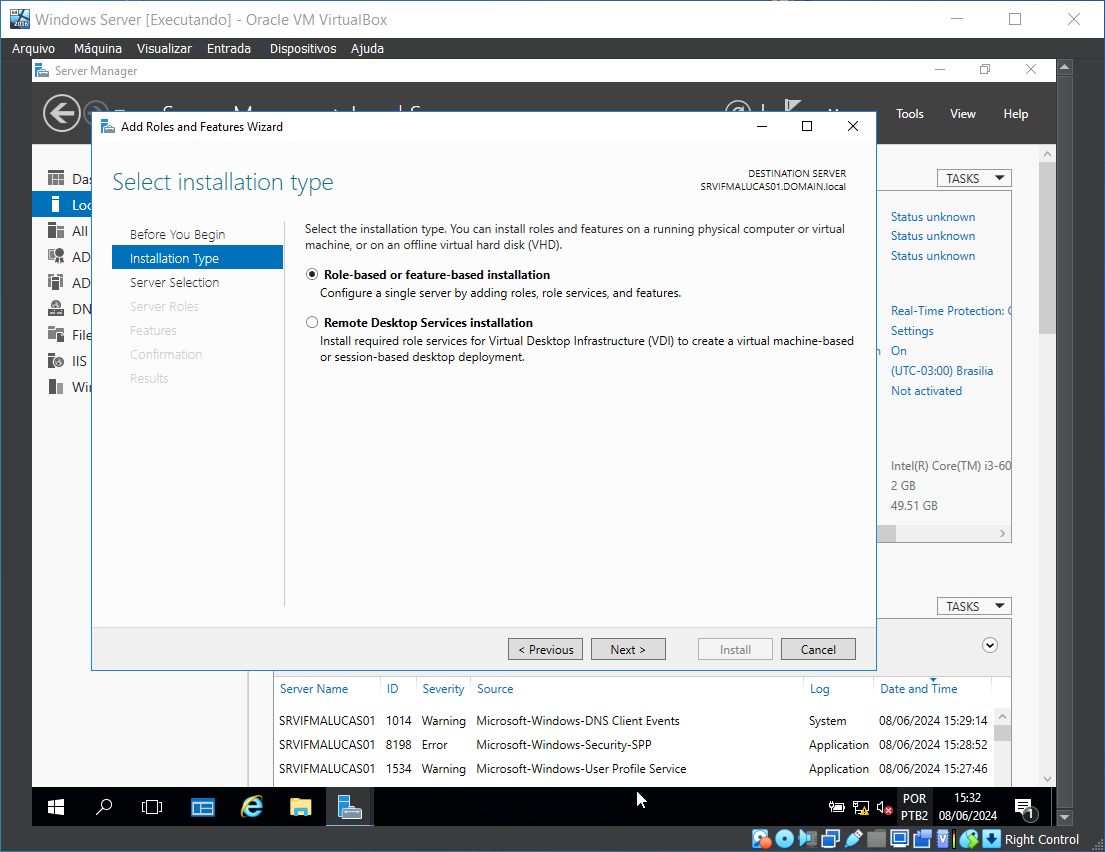 Windows Server [Executando] - Oracle VM VirtualBox
Arquivo Máquina Visualizar Entrada Dispositivos Ajuda
Server Manager
Tools View Help
Add Roles and Features Wizard
Select installation type
DESTINATION SERVER
SRVIFMALUCAS01.DOMAIN.local
Before You Begin
Installation Type
Server Selection
Server Roles
Features
Confirmation
Results
Select the installation type. You can install roles and features on a running physical computer or virtual
machine, or on an offline virtual hard disk (VHD).
Role-based or feature-based installation
Configure a single server by adding roles, role services, and features.
Remote Desktop Services installation
Install required role services for Virtual Desktop Infrastructure (VDI) to create a virtual machine-based
or session-based desktop deployment.
< Previous Next > Install Cancel
All
AD
AD
File
IIS
TASKS
Status unknown
Status unknown
Status unknown
Real-Time Protection:
Settings
On
(UTC-03:00) Brasilia
Not activated
Intel(R) Core(TM) i3-60
2 GB
49.51 GB
TASKS
Server Name ID Severity Source Log Date and Time
SRVIFMALUCAS01 1014 Warning Microsoft-Windows-DNS Client Events System 08/06/2024 15:29:14
SRVIFMALUCAS01 8198 Error Microsoft-Windows-Security-SPP Application 08/06/2024 15:28:52
SRVIFMALUCAS01 1534 Warning Microsoft-Windows-User Profile Service Application 08/06/2024 15:27:46
POR
PTB2
15:32
08/06/2024
1
Right Control